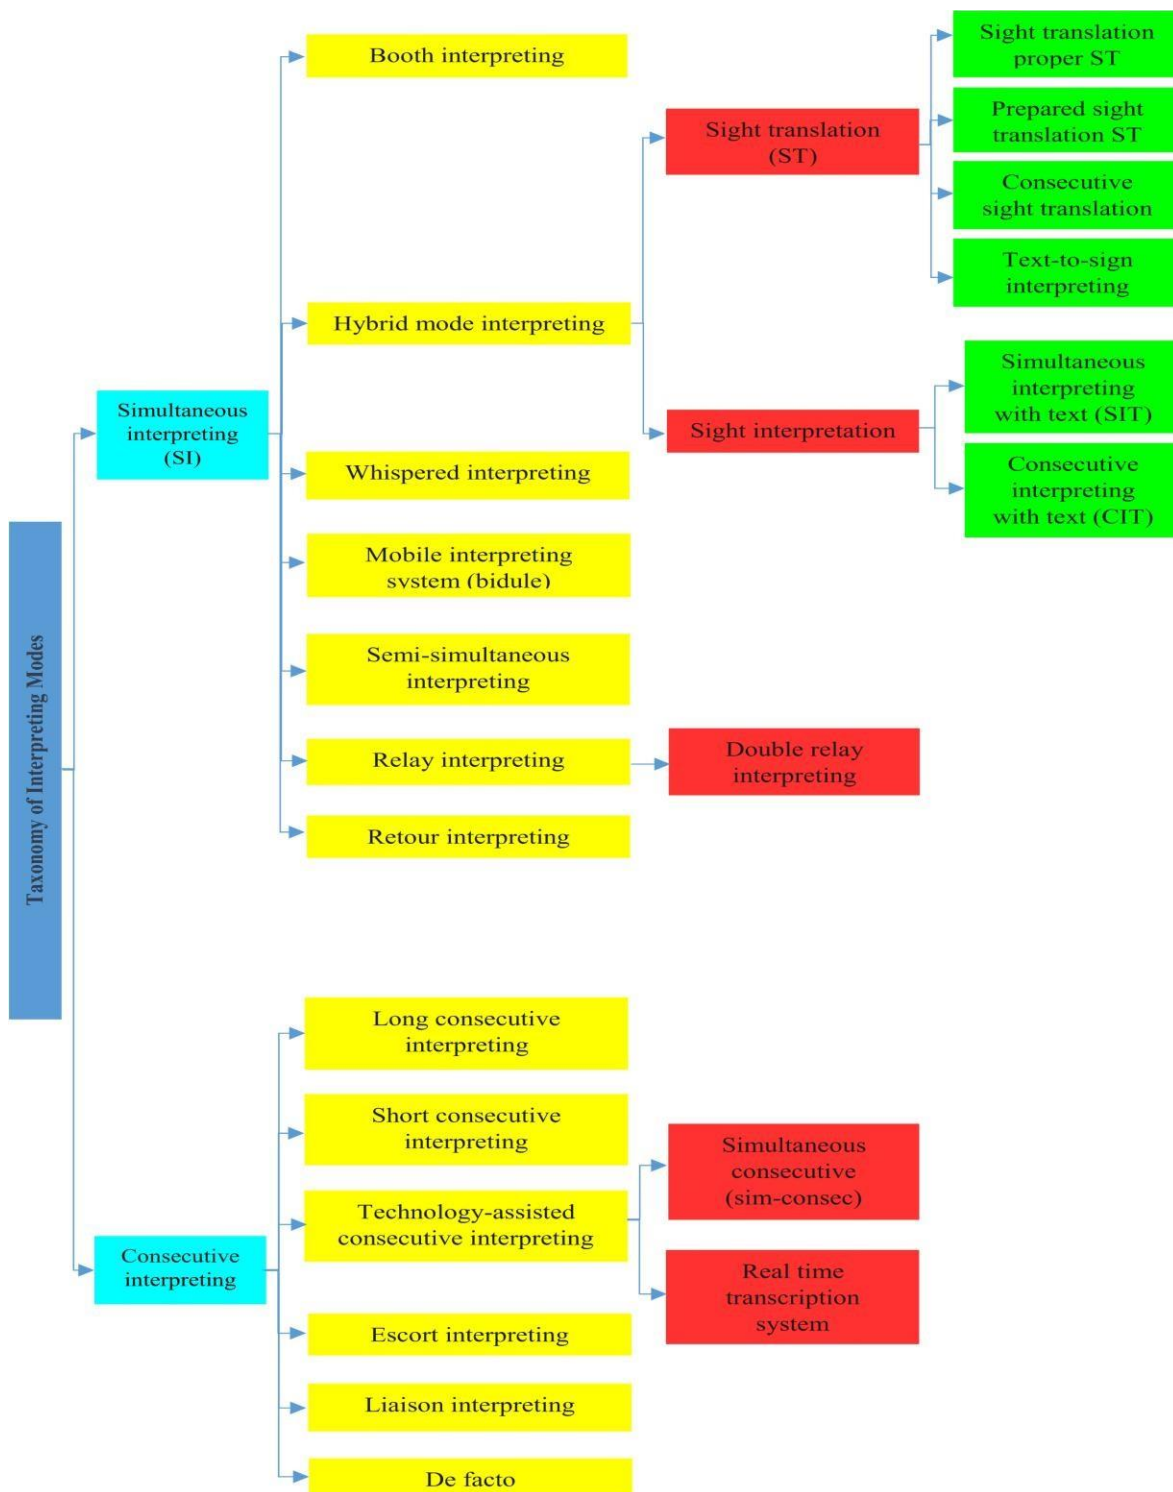 Taxonomy of Interpreting Modes
Simultaneous
interpreting
(SI)
Booth interpreting
Hybrid mode interpreting
Sight translation
(ST)
Sight translation
proper ST
Prepared sight
translation ST
Consecutive
sight translation
Text-to-sign
interpreting
Sight interpretation
Simultaneous
interpreting
with text (SIT)
Consecutive
interpreting
with text (CIT)
Whispered interpreting
Mobile interpreting
system (bidule)
Semi-simultaneous
interpreting
Relay interpreting
Double relay
interpreting
Retour interpreting
Consecutive
interpreting
Long consecutive
interpreting
Short consecutive
interpreting
Technology-assisted
consecutive interpreting
Simultaneous
consecutive
(sim-consec)
Real time
transcription
system
Escort interpreting
Liaison interpreting
De facto